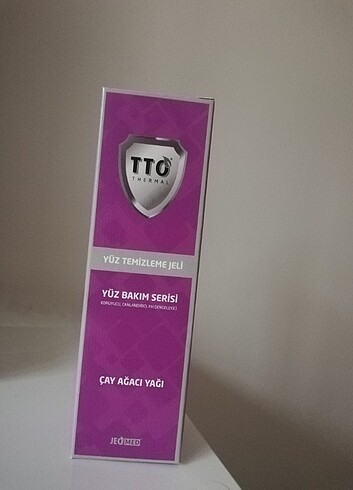 TTO
THERMAL
YÜZ TEMİZLEME JELİ
YÜZ BAKIM SERİSİ
KORUYUCU, CANLANDIRICI, PH DENGELEYİCİ
ÇAY AĞACI YAĞI
JEOMED